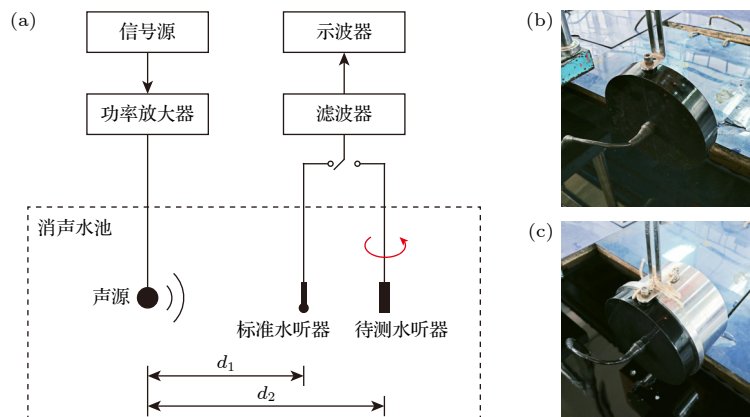 (a)
信号源
示波器
(b)
功率放大器
滤波器
消声水池
(c)
声源
标准水听器
待测水听器
d1
d2